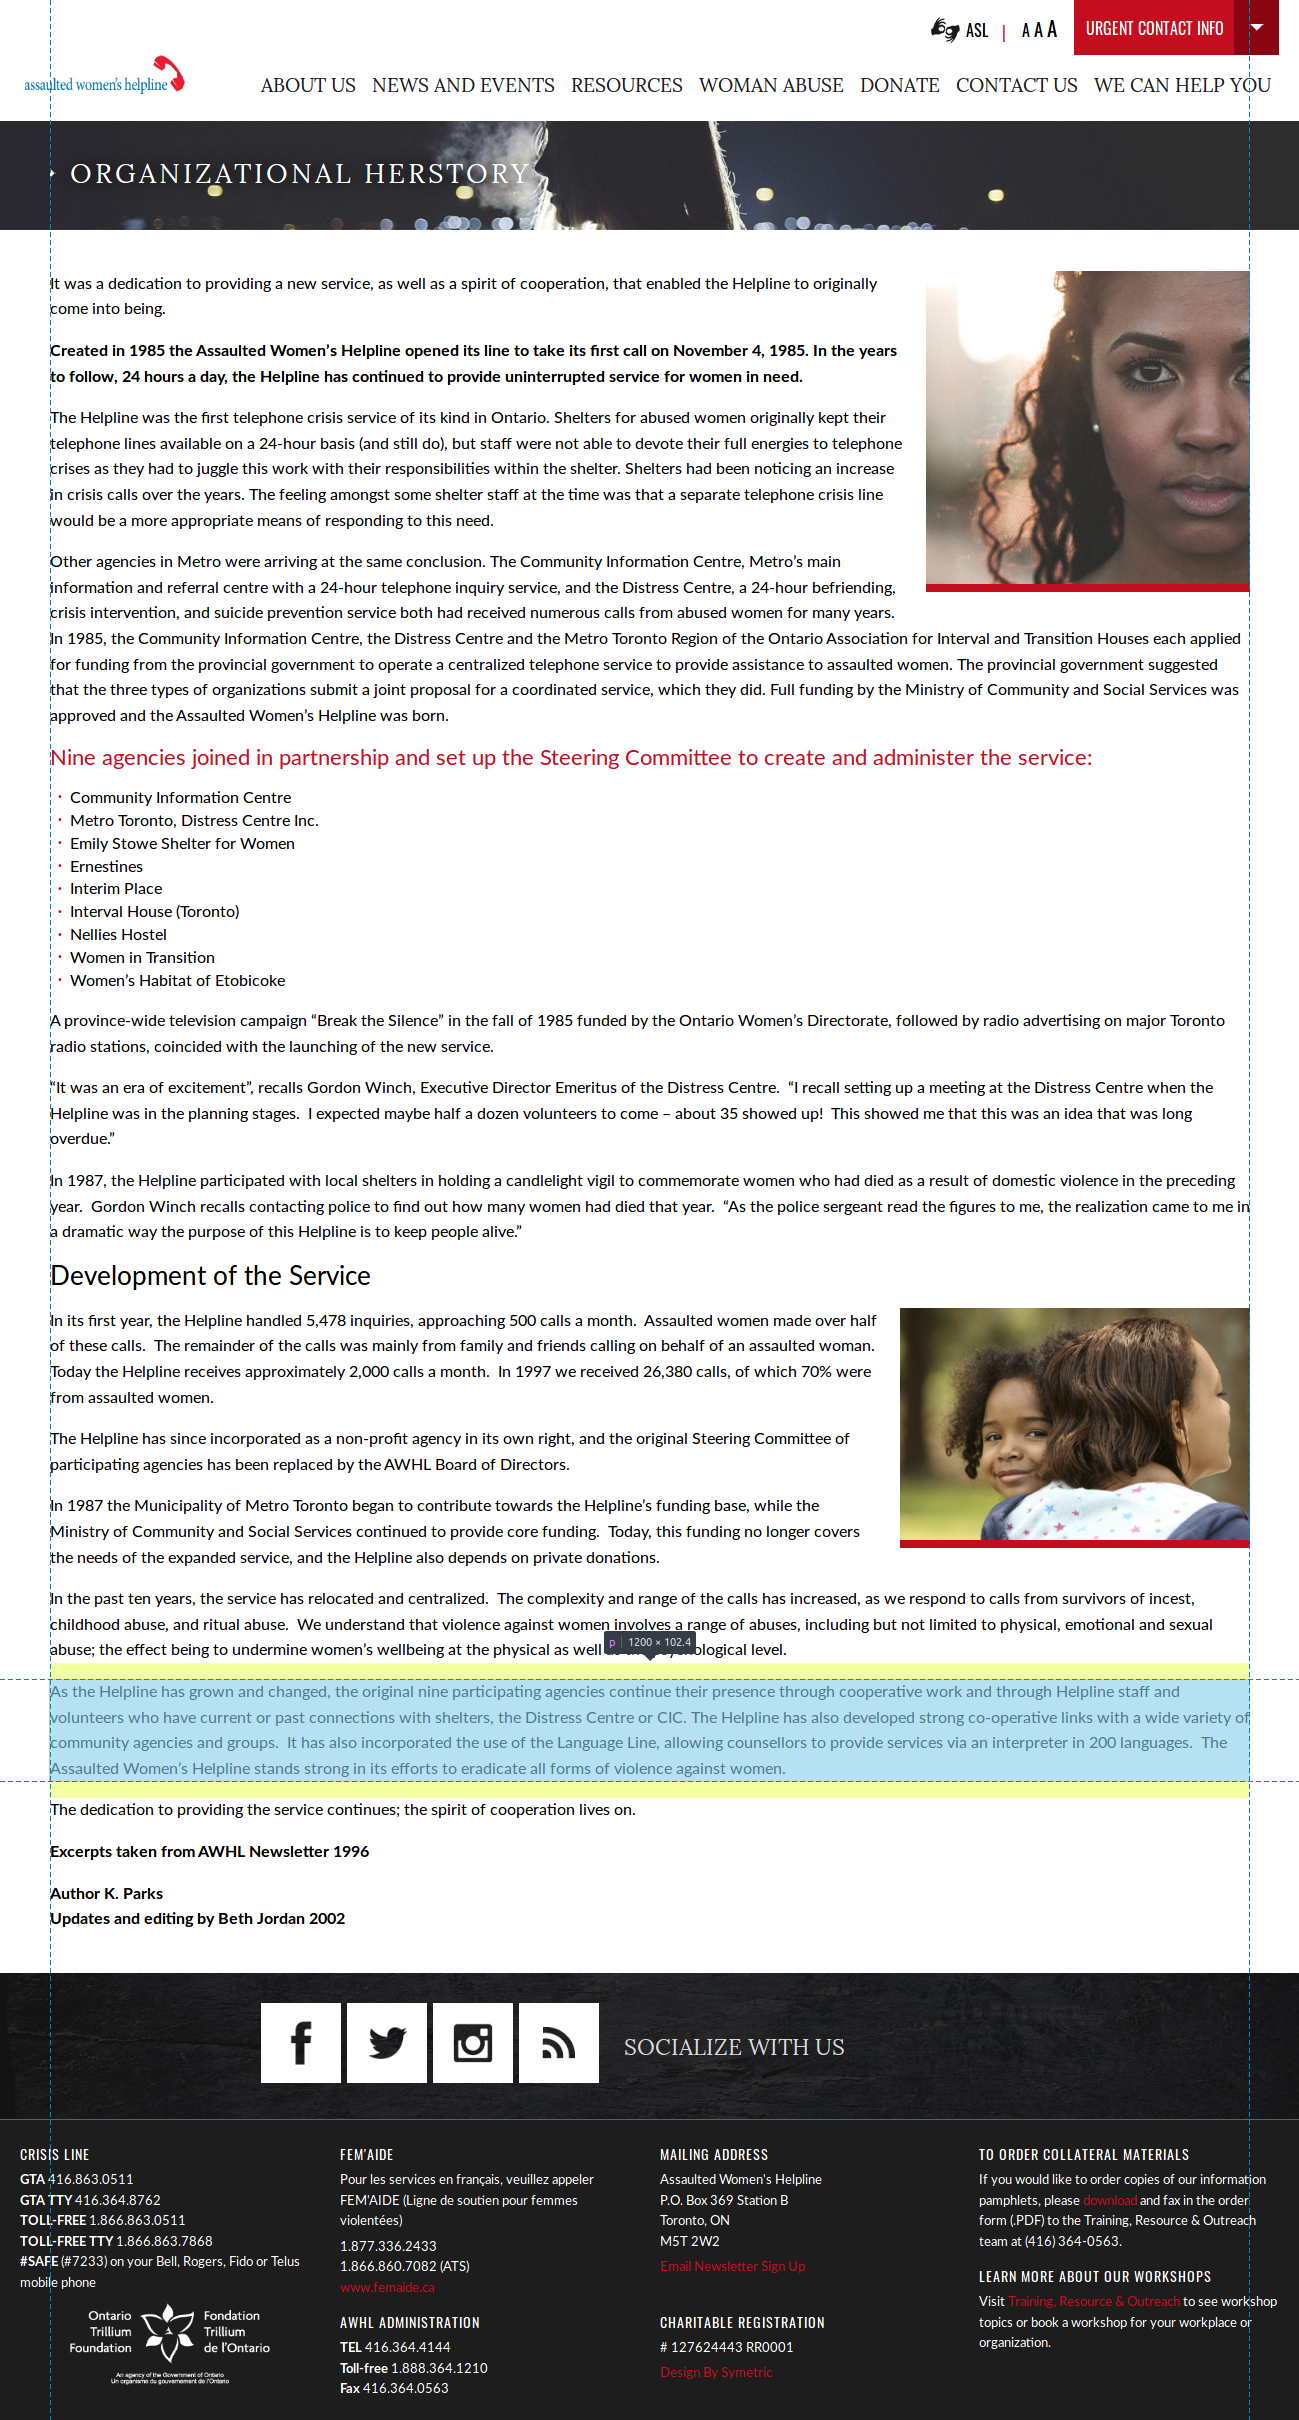 ASL | A A A URGENT CONTACT INFO
assaulted women's helpline
ABOUT US NEWS AND EVENTS RESOURCES WOMAN ABUSE DONATE CONTACT US WE CAN HELP YOU
ORGANIZATIONAL HERSTORY
It was a dedication to providing a new service, as well as a spirit of cooperation, that enabled the Helpline to originally
come into being.
Created in 1985 the Assaulted Women’s Helpline opened its line to take its first call on November 4, 1985. In the years
to follow, 24 hours a day, the Helpline has continued to provide uninterrupted service for women in need.
The Helpline was the first telephone crisis service of its kind in Ontario. Shelters for abused women originally kept their
telephone lines available on a 24-hour basis (and still do), but staff were not able to devote their full energies to telephone
crises as they had to juggle this work with their responsibilities within the shelter. Shelters had been noticing an increase
in crisis calls over the years. The feeling amongst some shelter staff at the time was that a separate telephone crisis line
would be a more appropriate means of responding to this need.
Other agencies in Metro were arriving at the same conclusion. The Community Information Centre, Metro’s main
information and referral centre with a 24-hour telephone inquiry service, and the Distress Centre, a 24-hour befriending,
crisis intervention, and suicide prevention service both had received numerous calls from abused women for many years.
In 1985, the Community Information Centre, the Distress Centre and the Metro Toronto Region of the Ontario Association for Interval and Transition Houses each applied
for funding from the provincial government to operate a centralized telephone service to provide assistance to assaulted women. The provincial government suggested
that the three types of organizations submit a joint proposal for a coordinated service, which they did. Full funding by the Ministry of Community and Social Services was
approved and the Assaulted Women’s Helpline was born.
Nine agencies joined in partnership and set up the Steering Committee to create and administer the service:
· Community Information Centre
· Metro Toronto, Distress Centre Inc.
· Emily Stowe Shelter for Women
· Ernestines
· Interim Place
· Interval House (Toronto)
· Nellies Hostel
· Women in Transition
· Women’s Habitat of Etobicoke
A province-wide television campaign “Break the Silence” in the fall of 1985 funded by the Ontario Women’s Directorate, followed by radio advertising on major Toronto
radio stations, coincided with the launching of the new service.
“It was an era of excitement”, recalls Gordon Winch, Executive Director Emeritus of the Distress Centre.  “I recall setting up a meeting at the Distress Centre when the
Helpline was in the planning stages.  I expected maybe half a dozen volunteers to come – about 35 showed up!  This showed me that this was an idea that was long
overdue.”
In 1987, the Helpline participated with local shelters in holding a candlelight vigil to commemorate women who had died as a result of domestic violence in the preceding
year.  Gordon Winch recalls contacting police to find out how many women had died that year.  “As the police sergeant read the figures to me, the realization came to me in
a dramatic way the purpose of this Helpline is to keep people alive.”
Development of the Service
In its first year, the Helpline handled 5,478 inquiries, approaching 500 calls a month.  Assaulted women made over half
of these calls.  The remainder of the calls was mainly from family and friends calling on behalf of an assaulted woman.
Today the Helpline receives approximately 2,000 calls a month.  In 1997 we received 26,380 calls, of which 70% were
from assaulted women.
The Helpline has since incorporated as a non-profit agency in its own right, and the original Steering Committee of
participating agencies has been replaced by the AWHL Board of Directors.
In 1987 the Municipality of Metro Toronto began to contribute towards the Helpline’s funding base, while the
Ministry of Community and Social Services continued to provide core funding.  Today, this funding no longer covers
the needs of the expanded service, and the Helpline also depends on private donations.
In the past ten years, the service has relocated and centralized.  The complexity and range of the calls has increased, as we respond to calls from survivors of incest,
childhood abuse, and ritual abuse.  We understand that violence against women involves a range of abuses, including but not limited to physical, emotional and sexual
abuse; the effect being to undermine women’s wellbeing at the physical as well level.
p | 1200 × 102.4
As the Helpline has grown and changed, the original nine participating agencies continue their presence through cooperative work and through Helpline staff and
volunteers who have current or past connections with shelters, the Distress Centre or CIC. The Helpline has also developed strong co-operative links with a wide variety of
community agencies and groups.  It has also incorporated the use of the Language Line, allowing counsellors to provide services via an interpreter in 200 languages.  The
Assaulted Women’s Helpline stands strong in its efforts to eradicate all forms of violence against women.
The dedication to providing the service continues; the spirit of cooperation lives on.
Excerpts taken from AWHL Newsletter 1996
Author K. Parks
Updates and editing by Beth Jordan 2002
SOCIALIZE WITH US
CRISIS LINE
GTA 416.863.0511
GTA TTY 416.364.8762
TOLL-FREE 1.866.863.0511
TOLL-FREE TTY 1.866.863.7868
#SAFE (#7233) on your Bell, Rogers, Fido or Telus
mobile phone
Ontario Trillium Foundation
Fondation Trillium de l'Ontario
An agency of the Government of Ontario
Un organisme du gouvernement de l'Ontario
FEM'AIDE
Pour les services en français, veuillez appeler
FEM'AIDE (Ligne de soutien pour femmes
violentées)
1.877.336.2433
1.866.860.7082 (ATS)
www.femaide.ca
AWHL ADMINISTRATION
TEL 416.364.4144
Toll-free 1.888.364.1210
Fax 416.364.0563
MAILING ADDRESS
Assaulted Women's Helpline
P.O. Box 369 Station B
Toronto, ON
M5T 2W2
Email Newsletter Sign Up
CHARITABLE REGISTRATION
# 127624443 RR0001
Design By Symetric
TO ORDER COLLATERAL MATERIALS
If you would like to order copies of our information
pamphlets, please download and fax in the order
form (.PDF) to the Training, Resource & Outreach
team at (416) 364-0563.
LEARN MORE ABOUT OUR WORKSHOPS
Visit Training, Resource & Outreach to see workshop
topics or book a workshop for your workplace or
organization.